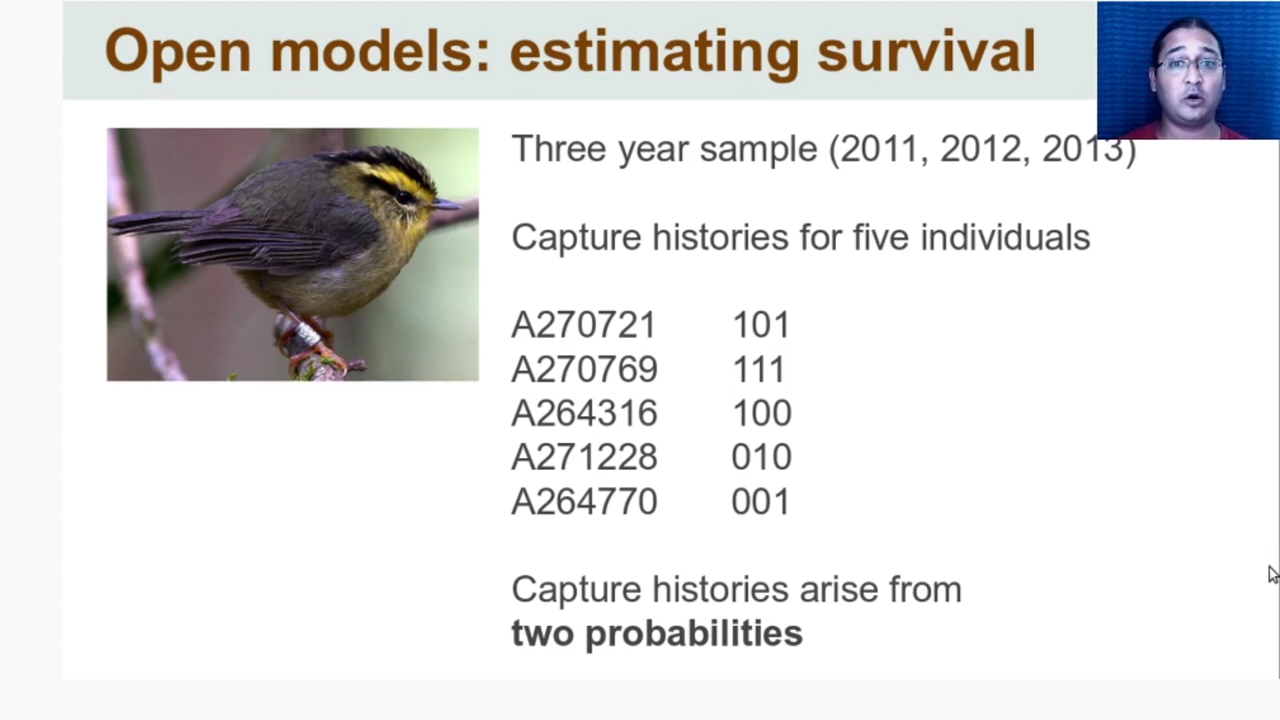 Open models: estimating survival
Three year sample (2011, 2012, 2013)
Capture histories for five individuals
A270721 101
A270769 111
A264316 100
A271228 010
A264770 001
Capture histories arise from
two probabilities